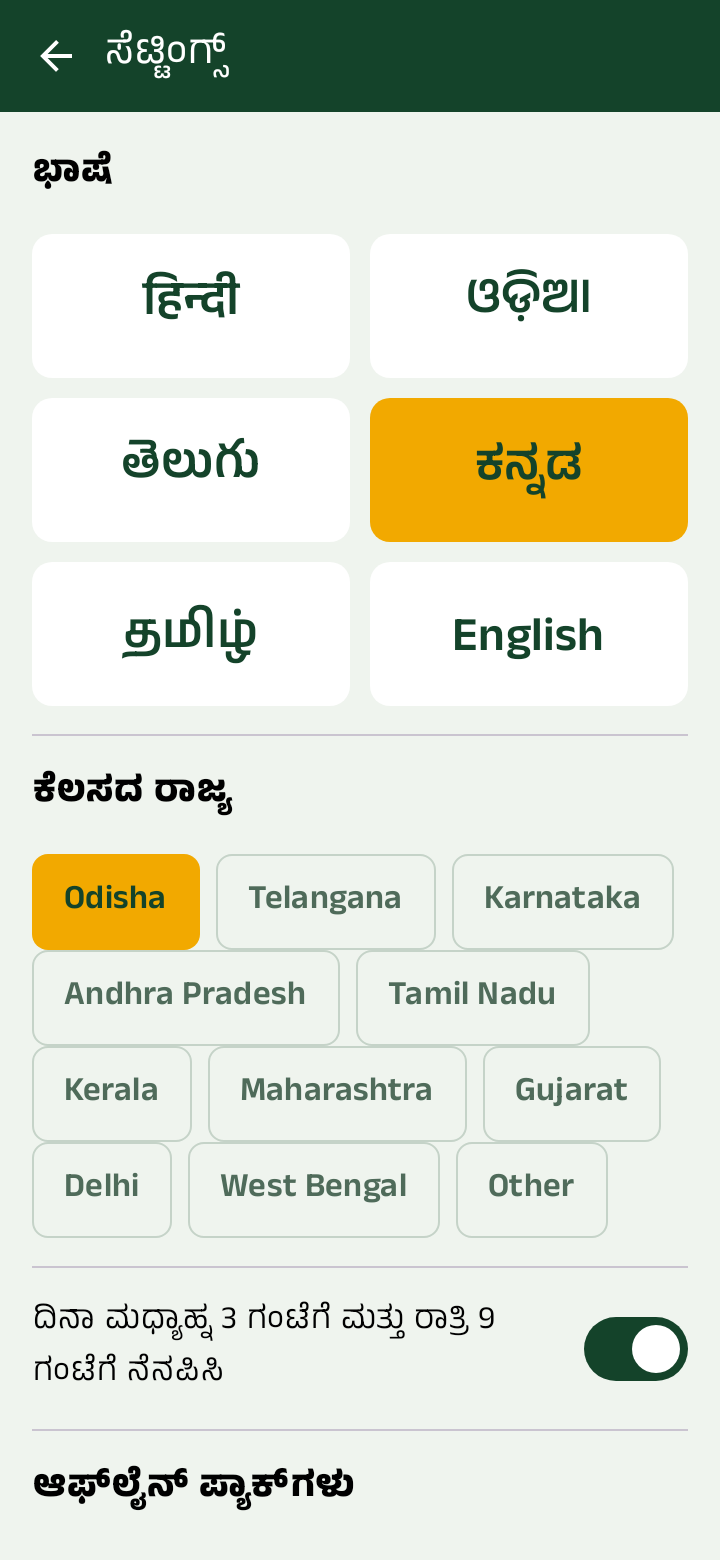 ಸೆಟ್ಟಿಂಗ್ಸ್
ಭಾಷೆ
हिन्दी
ଓଡ଼ିଆ
తెలుగు
ಕನ್ನಡ
தமிழ்
English
ಕೆಲಸದ ರಾಜ್ಯ
Odisha
Telangana
Karnataka
Andhra Pradesh
Tamil Nadu
Kerala
Maharashtra
Gujarat
Delhi
West Bengal
Other
ದಿನಾ ಮಧ್ಯಾಹ್ನ 3 ಗಂಟೆಗೆ ಮತ್ತು ರಾತ್ರಿ 9
ಗಂಟೆಗೆ ನೆನಪಿಸಿ
ಆಫ್‌ಲೈನ್ ಪ್ಯಾಕ್‌ಗಳು